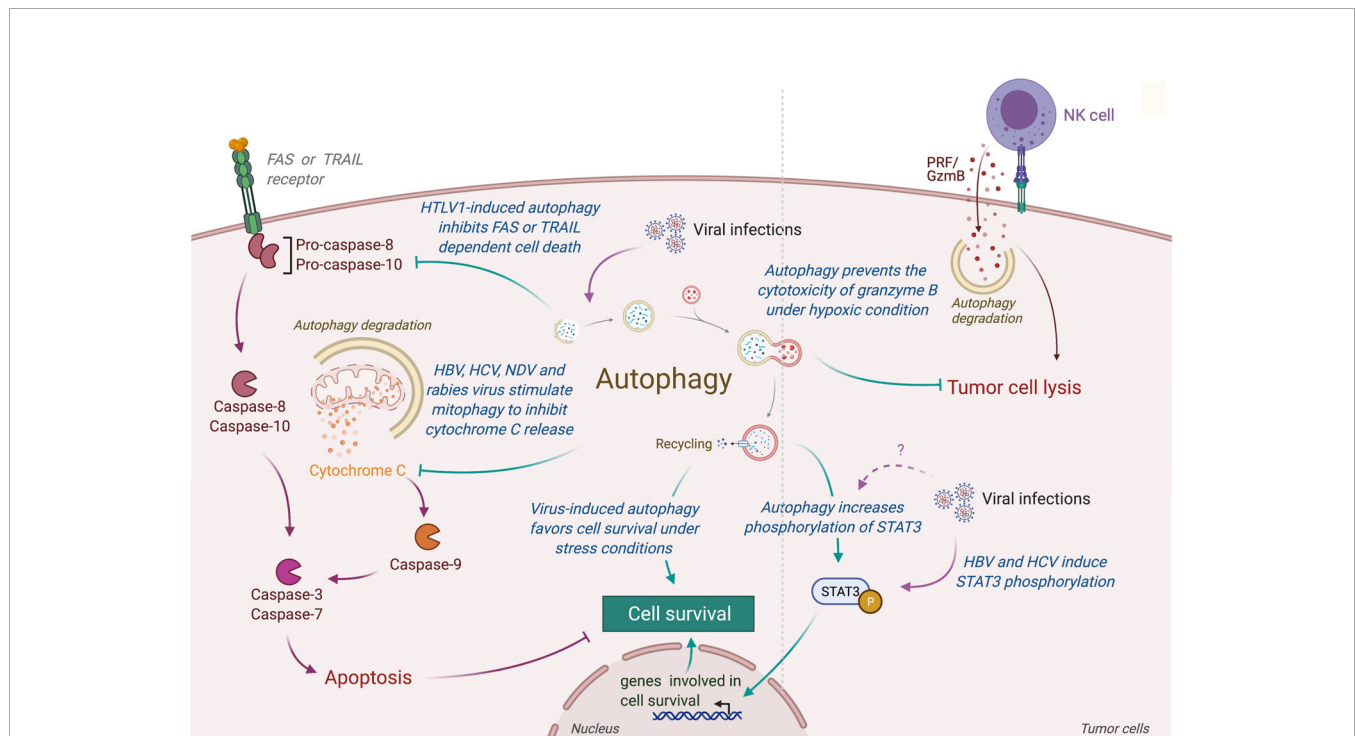 NK cell
PRF/
GzmB
FAS or TRAIL
receptor
HTLV1-induced autophagy
inhibits FAS or TRAIL
dependent cell death
Viral infections
Pro-caspase-8
Pro-caspase-10
Autophagy prevents the
cytotoxicity of granzyme B
under hypoxic condition
Autophagy
degradation
Autophagy degradation
HBV, HCV, NDV and
rabies virus stimulate
mitophagy to inhibit
cytochrome C release
Autophagy
Tumor cell lysis
Caspase-8
Caspase-10
Recycling
Cytochrome C
?
Viral infections
Virus-induced autophagy
favors cell survival under
stress conditions
Autophagy increases
phosphorylation of STAT3
Caspase-9
HBV and HCV induce
STAT3 phosphorylation
Caspase-3
Caspase-7
STAT3
P
Cell survival
Apoptosis
genes involved in
cell survival
Nucleus
Tumor cells